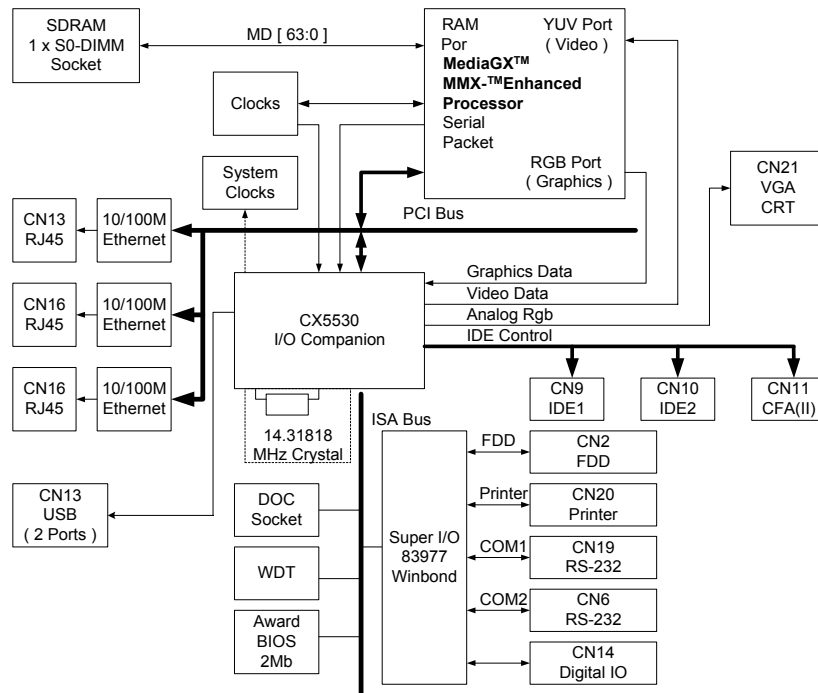 SDRAM
1 x S0-DIMM
Socket
MD [ 63:0 ]
RAM
Por
MediaGX™
MMX-™Enhanced
Processor
Serial
Packet
YUV Port
( Video )
RGB Port
( Graphics )
Clocks
System
Clocks
CN21
VGA
CRT
PCI Bus
CN13
RJ45
10/100M
Ethernet
CN16
RJ45
10/100M
Ethernet
CN16
RJ45
10/100M
Ethernet
CX5530
I/O Companion
Graphics Data
Video Data
Analog Rgb
IDE Control
CN9
IDE1
CN10
IDE2
CN11
CFA(II)
14.31818
MHz Crystal
ISA Bus
CN13
USB
( 2 Ports )
DOC
Socket
WDT
Award
BIOS
2Mb
Super I/O
83977
Winbond
FDD
CN2
FDD
Printer
CN20
Printer
COM1
CN19
RS-232
COM2
CN6
RS-232
CN14
Digital IO